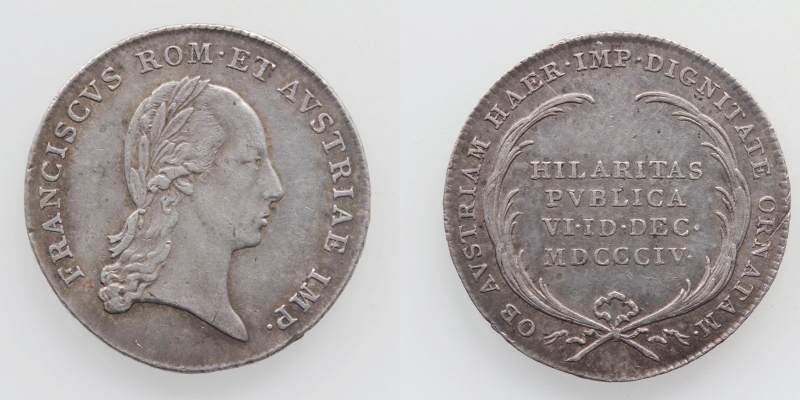 FRANCISCVS ROM·ET AVSTRIAE IMP.
OB AVSTRIAM HAER·IMP·DIGNITATE ORNATAM·
HILARITAS
PVBLICA
VI·ID·DEC·
MDCCCIV·